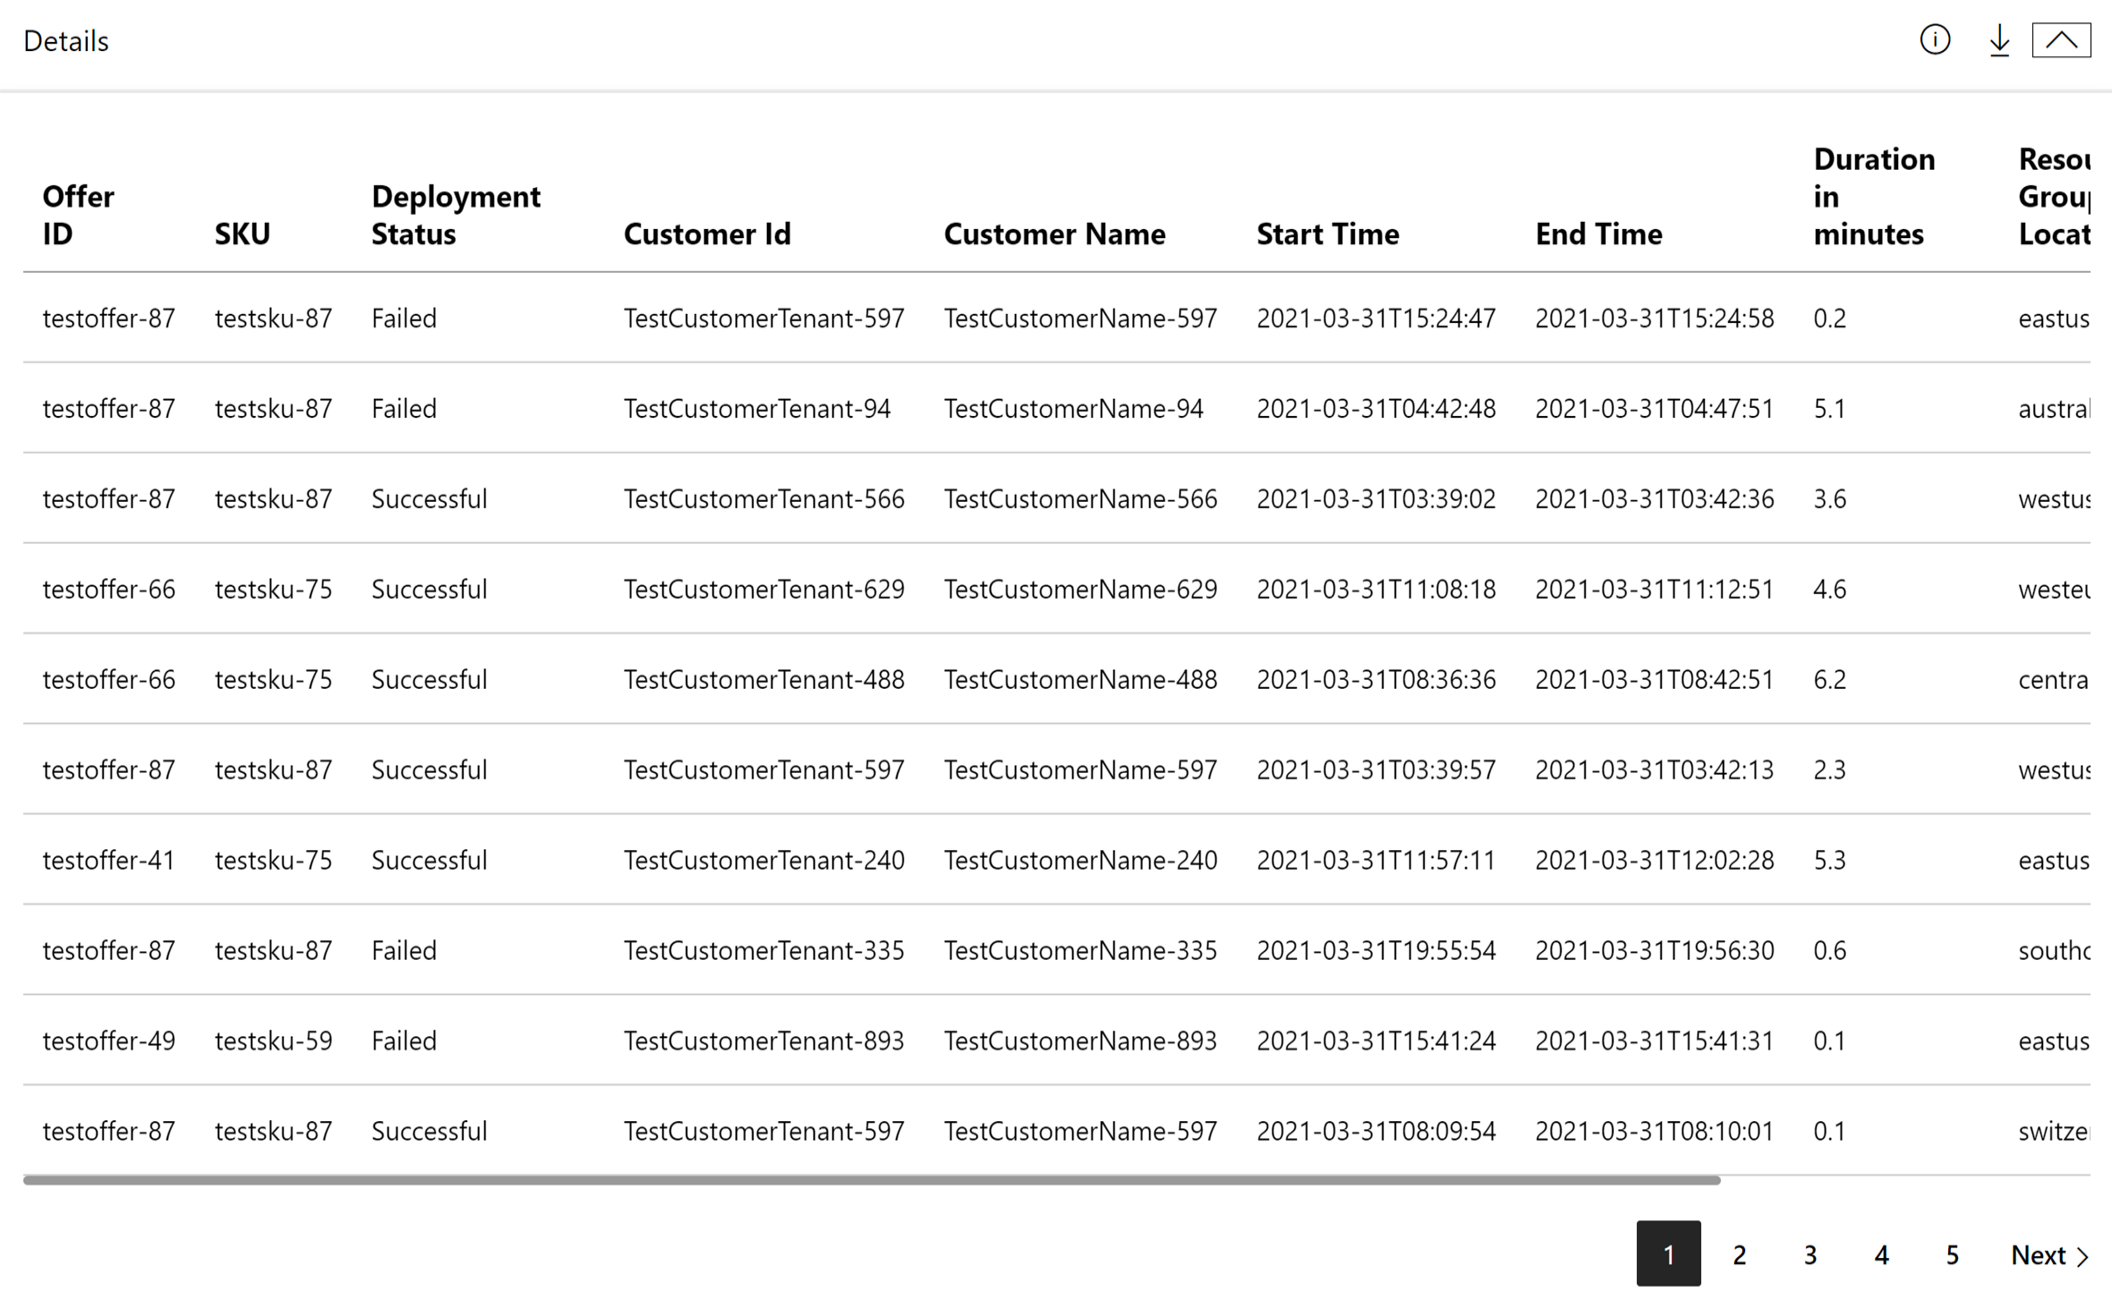 Details
Offer ID SKU Deployment Status Customer Id Customer Name Start Time End Time Duration in minutes Resou Group Locat
testoffer-87 testsku-87 Failed TestCustomerTenant-597 TestCustomerName-597 2021-03-31T15:24:47 2021-03-31T15:24:58 0.2 eastus
testoffer-87 testsku-87 Failed TestCustomerTenant-94 TestCustomerName-94 2021-03-31T04:42:48 2021-03-31T04:47:51 5.1 austral
testoffer-87 testsku-87 Successful TestCustomerTenant-566 TestCustomerName-566 2021-03-31T03:39:02 2021-03-31T03:42:36 3.6 westus
testoffer-66 testsku-75 Successful TestCustomerTenant-629 TestCustomerName-629 2021-03-31T11:08:18 2021-03-31T11:12:51 4.6 westeu
testoffer-66 testsku-75 Successful TestCustomerTenant-488 TestCustomerName-488 2021-03-31T08:36:36 2021-03-31T08:42:51 6.2 centra
testoffer-87 testsku-87 Successful TestCustomerTenant-597 TestCustomerName-597 2021-03-31T03:39:57 2021-03-31T03:42:13 2.3 westus
testoffer-41 testsku-75 Successful TestCustomerTenant-240 TestCustomerName-240 2021-03-31T11:57:11 2021-03-31T12:02:28 5.3 eastus
testoffer-87 testsku-87 Failed TestCustomerTenant-335 TestCustomerName-335 2021-03-31T19:55:54 2021-03-31T19:56:30 0.6 southc
testoffer-49 testsku-59 Failed TestCustomerTenant-893 TestCustomerName-893 2021-03-31T15:41:24 2021-03-31T15:41:31 0.1 eastus
testoffer-87 testsku-87 Successful TestCustomerTenant-597 TestCustomerName-597 2021-03-31T08:09:54 2021-03-31T08:10:01 0.1 switze
1 2 3 4 5 Next